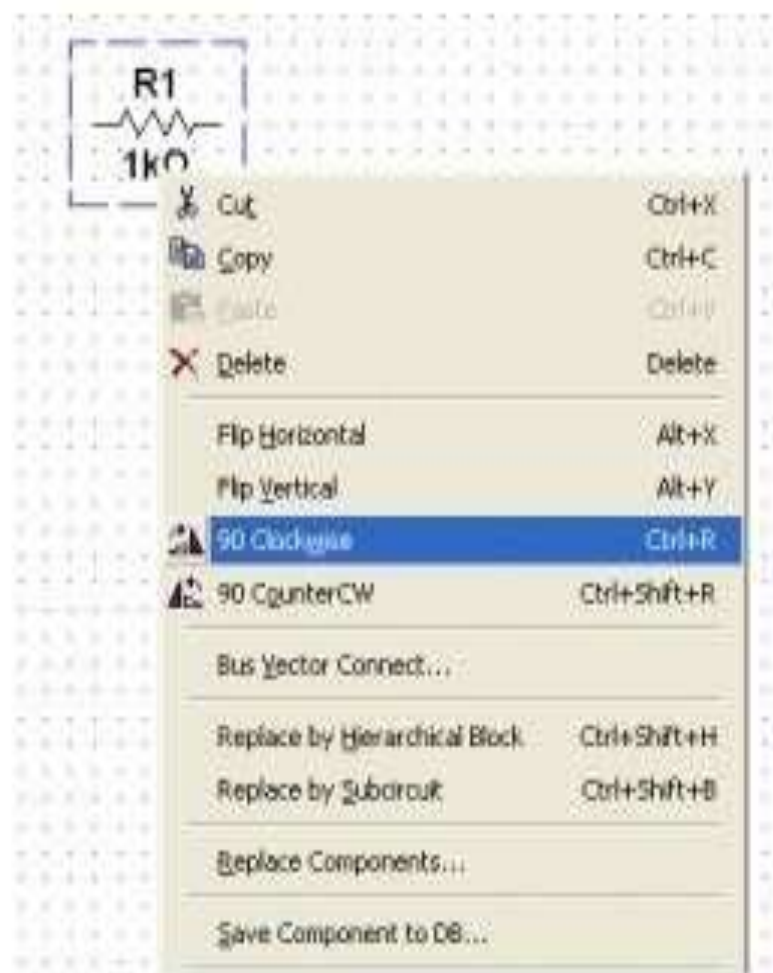 R1
1kΩ
Cut Ctrl+X
Copy Ctrl+C
Paste Ctrl+V
Delete Delete
Flip Horizontal Alt+X
Flip Vertical Alt+Y
90 Clockwise Ctrl+R
90 CounterCW Ctrl+Shift+R
Bus Vector Connect...
Replace by Hierarchical Block Ctrl+Shift+H
Replace by Subcircuit Ctrl+Shift+B
Replace Components...
Save Component to DB...